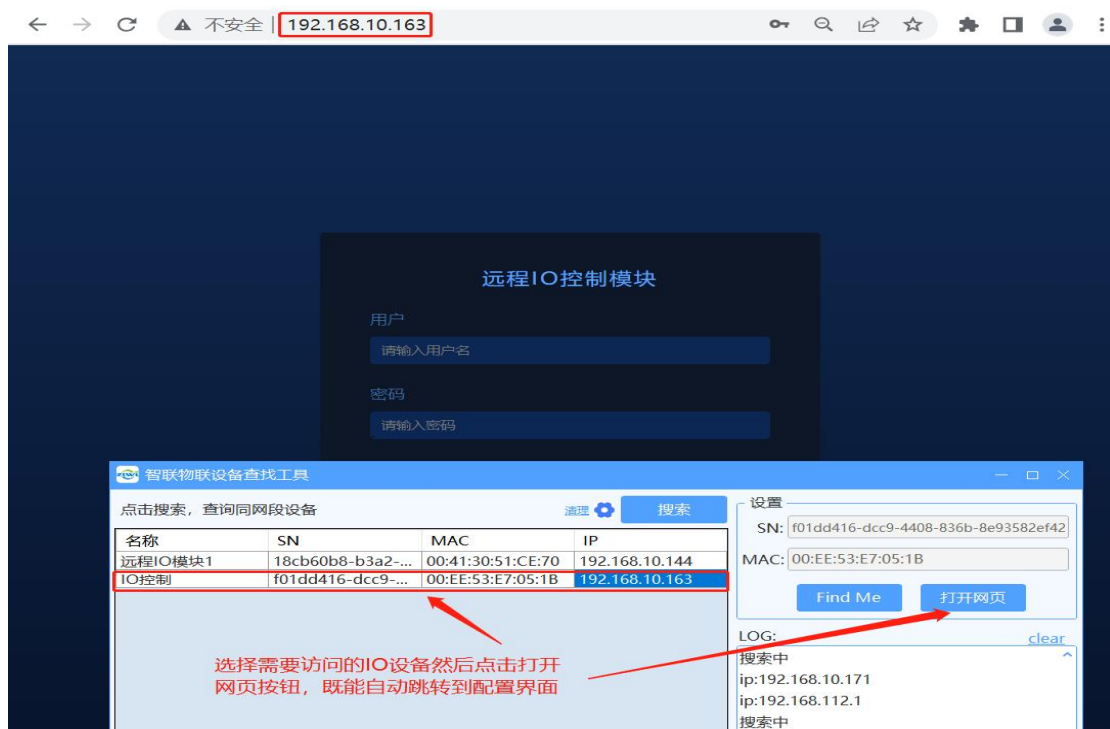 不安全 192.168.10.163
远程IO控制模块
用户
请输入用户名
密码
请输入密码
智联物联设备查找工具
点击搜索，查询同网段设备
清理
搜索
名称 SN MAC IP
远程IO模块1 18cb60b8-b3a2-... 00:41:30:51:CE:70 192.168.10.144
IO控制 f01dd416-dcc9-... 00:EE:53:E7:05:1B 192.168.10.163
选择需要访问的IO设备然后点击打开
网页按钮，既能自动跳转到配置界面
设置
SN: f01dd416-dcc9-4408-836b-8e93582ef42
MAC: 00:EE:53:E7:05:1B
Find Me 打开网页
LOG: clear
搜索中
ip:192.168.10.171
ip:192.168.112.1
搜索中